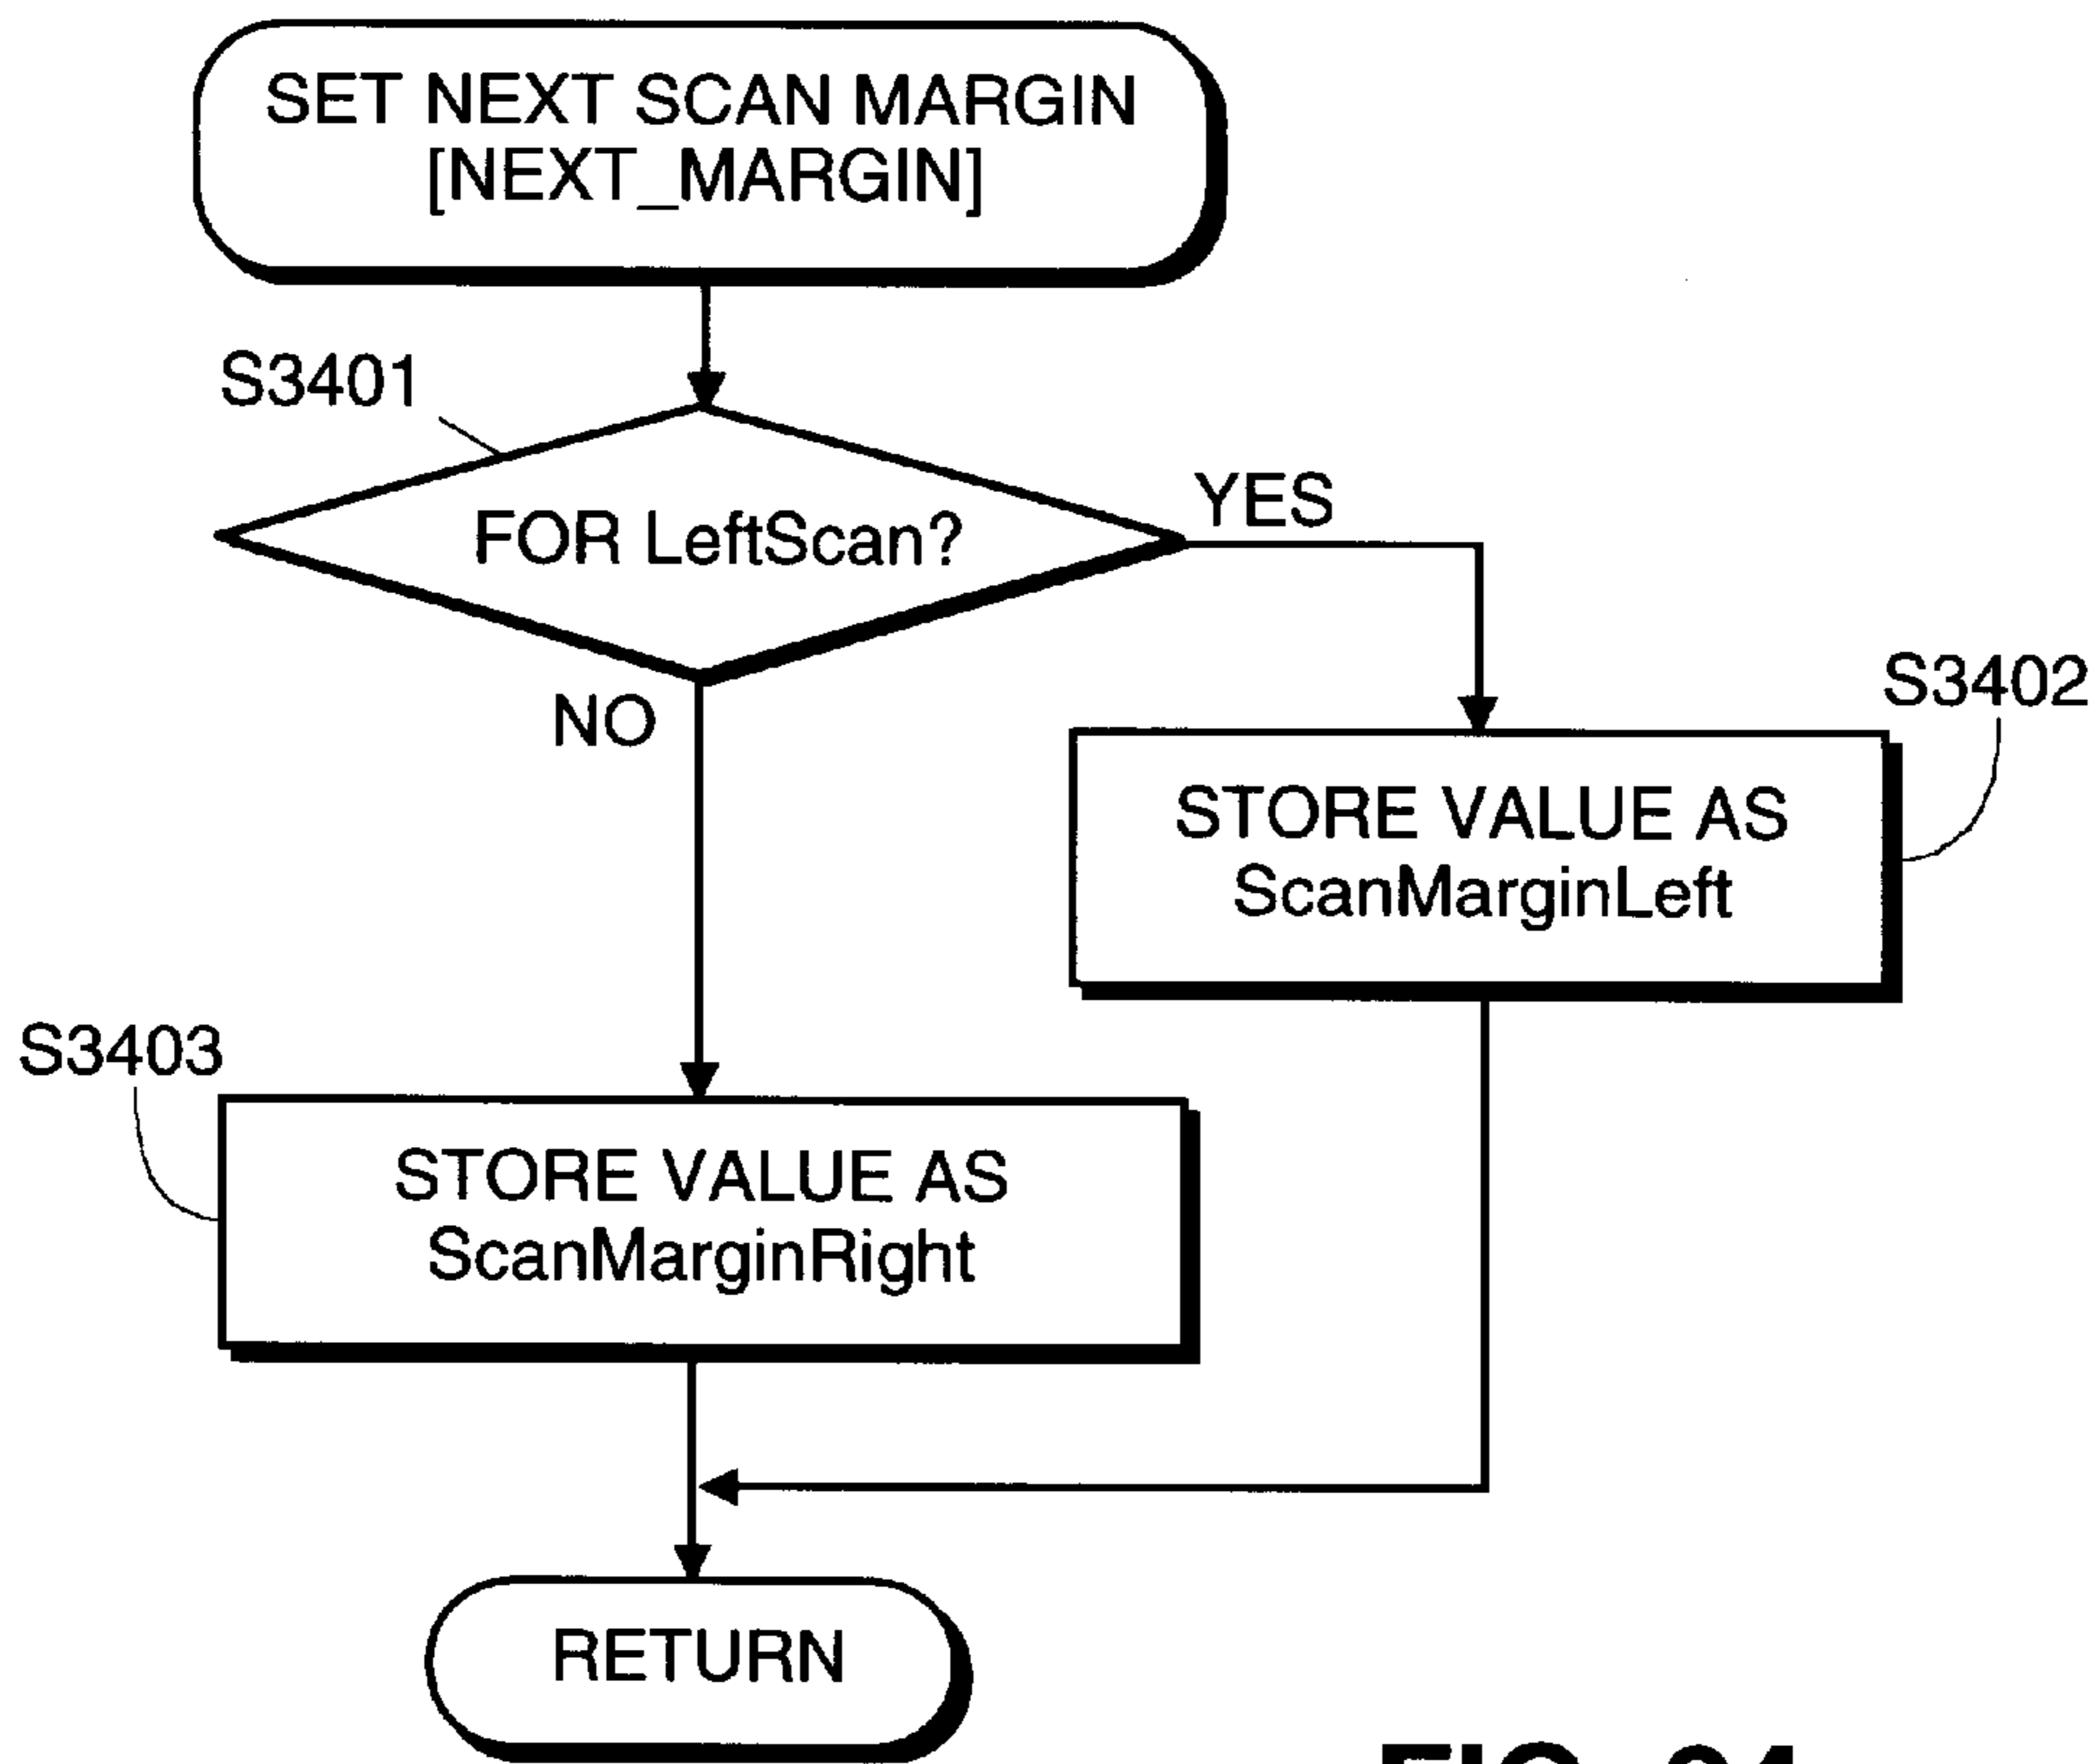 SET NEXT SCAN MARGIN
[NEXT_MARGIN]
S3401
FOR LeftScan?
YES
NO
S3402
STORE VALUE AS
ScanMarginLeft
S3403
STORE VALUE AS
ScanMarginRight
RETURN